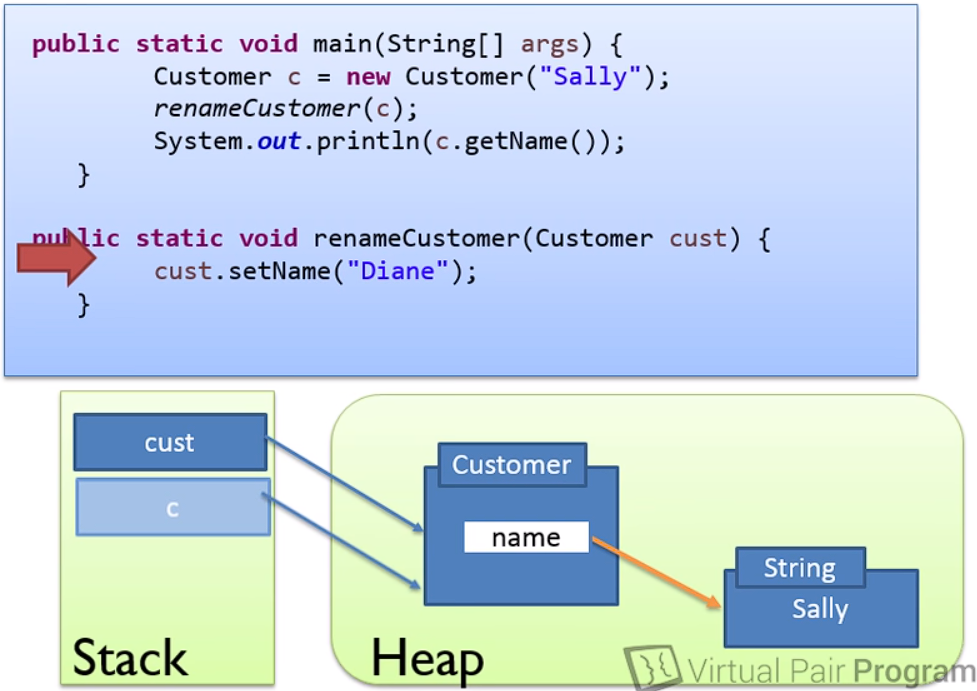 public static void main(String[] args) {
Customer c = new Customer("Sally");
renameCustomer(c);
System.out.println(c.getName());
}
public static void renameCustomer(Customer cust) {
cust.setName("Diane");
}
cust
c
Stack
Customer
name
String
Sally
Heap
}{ Virtual Pair Program